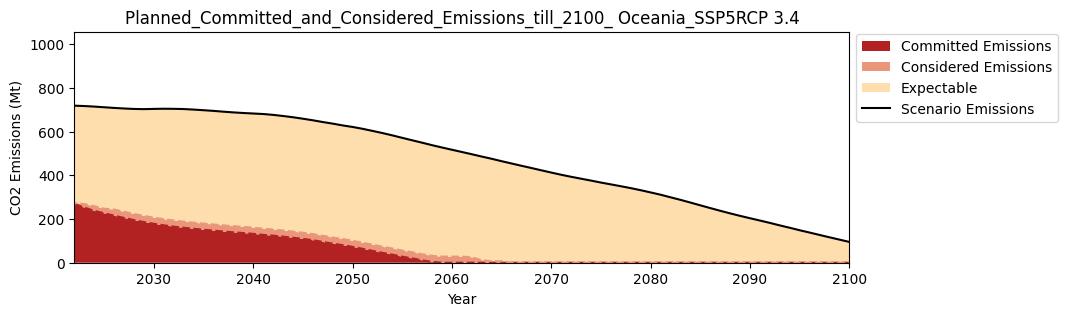 Planned_Committed_and_Considered_Emissions_till_2100_ Oceania_SSP5RCP 3.4
CO2 Emissions (Mt)
1000
800
600
400
200
0
2030 2040 2050 2060 2070 2080 2090 2100
Year
Committed Emissions
Considered Emissions
Expectable
Scenario Emissions